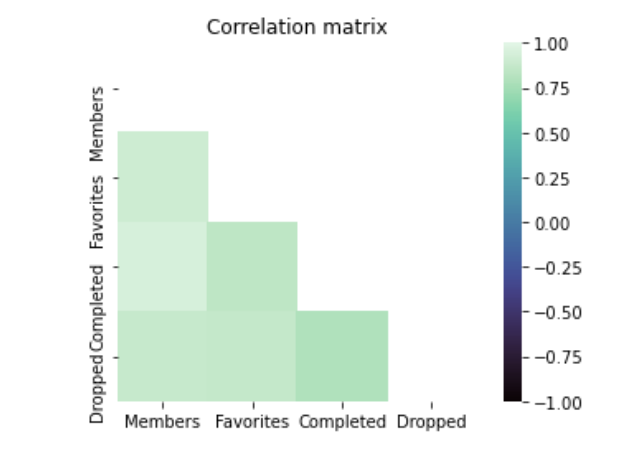 Correlation matrix
Members
Favorites
Completed
Dropped
Members Favorites Completed Dropped
1.00
0.75
0.50
0.25
0.00
−0.25
−0.50
−0.75
−1.00